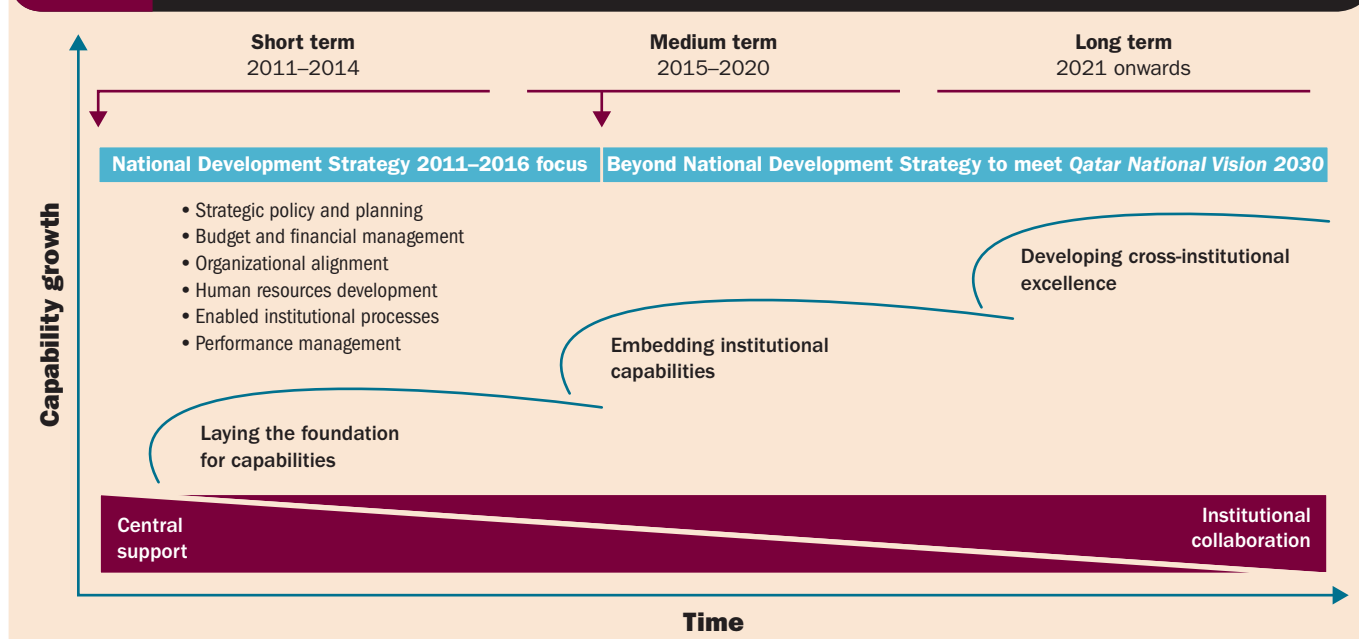 Short term
2011–2014
Medium term
2015–2020
Long term
2021 onwards
National Development Strategy 2011–2016 focus
Beyond National Development Strategy to meet Qatar National Vision 2030
• Strategic policy and planning
• Budget and financial management
• Organizational alignment
• Human resources development
• Enabled institutional processes
• Performance management
Developing cross-institutional
excellence
Embedding institutional
capabilities
Laying the foundation
for capabilities
Capability growth
Central
support
Institutional
collaboration
Time